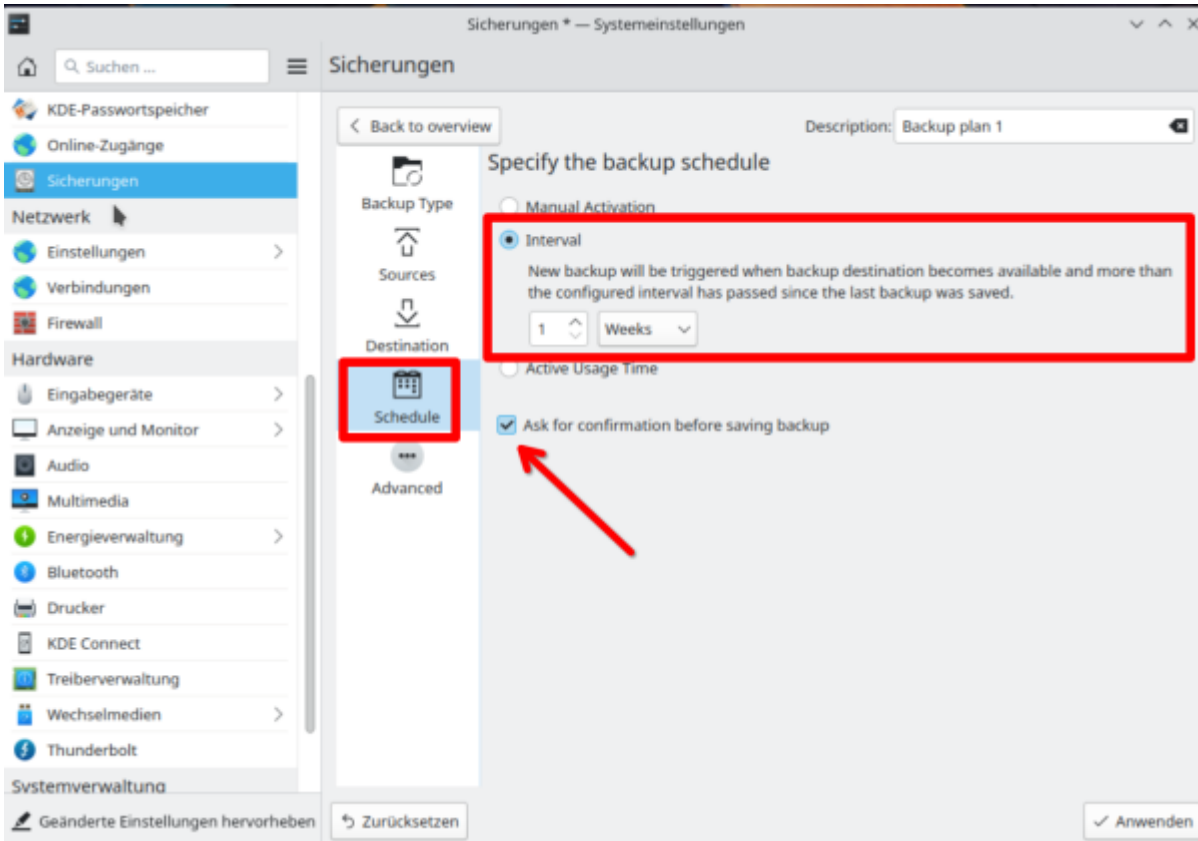 Sicherungen * — Systemeinstellungen
Suchen ...
Sicherungen
KDE-Passwortspeicher
Online-Zugänge
Sicherungen
Netzwerk
Einstellungen
Verbindungen
Firewall
Hardware
Eingabegeräte
Anzeige und Monitor
Audio
Multimedia
Energieverwaltung
Bluetooth
Drucker
KDE Connect
Treiberverwaltung
Wechselmedien
Thunderbolt
Systemverwaltung
Geänderte Einstellungen hervorheben
Back to overview
Description: Backup plan 1
Backup Type
Sources
Destination
Schedule
Advanced
Specify the backup schedule
Manual Activation
Interval
New backup will be triggered when backup destination becomes available and more than
the configured interval has passed since the last backup was saved.
1 Weeks
Active Usage Time
Ask for confirmation before saving backup
Zurücksetzen
Anwenden